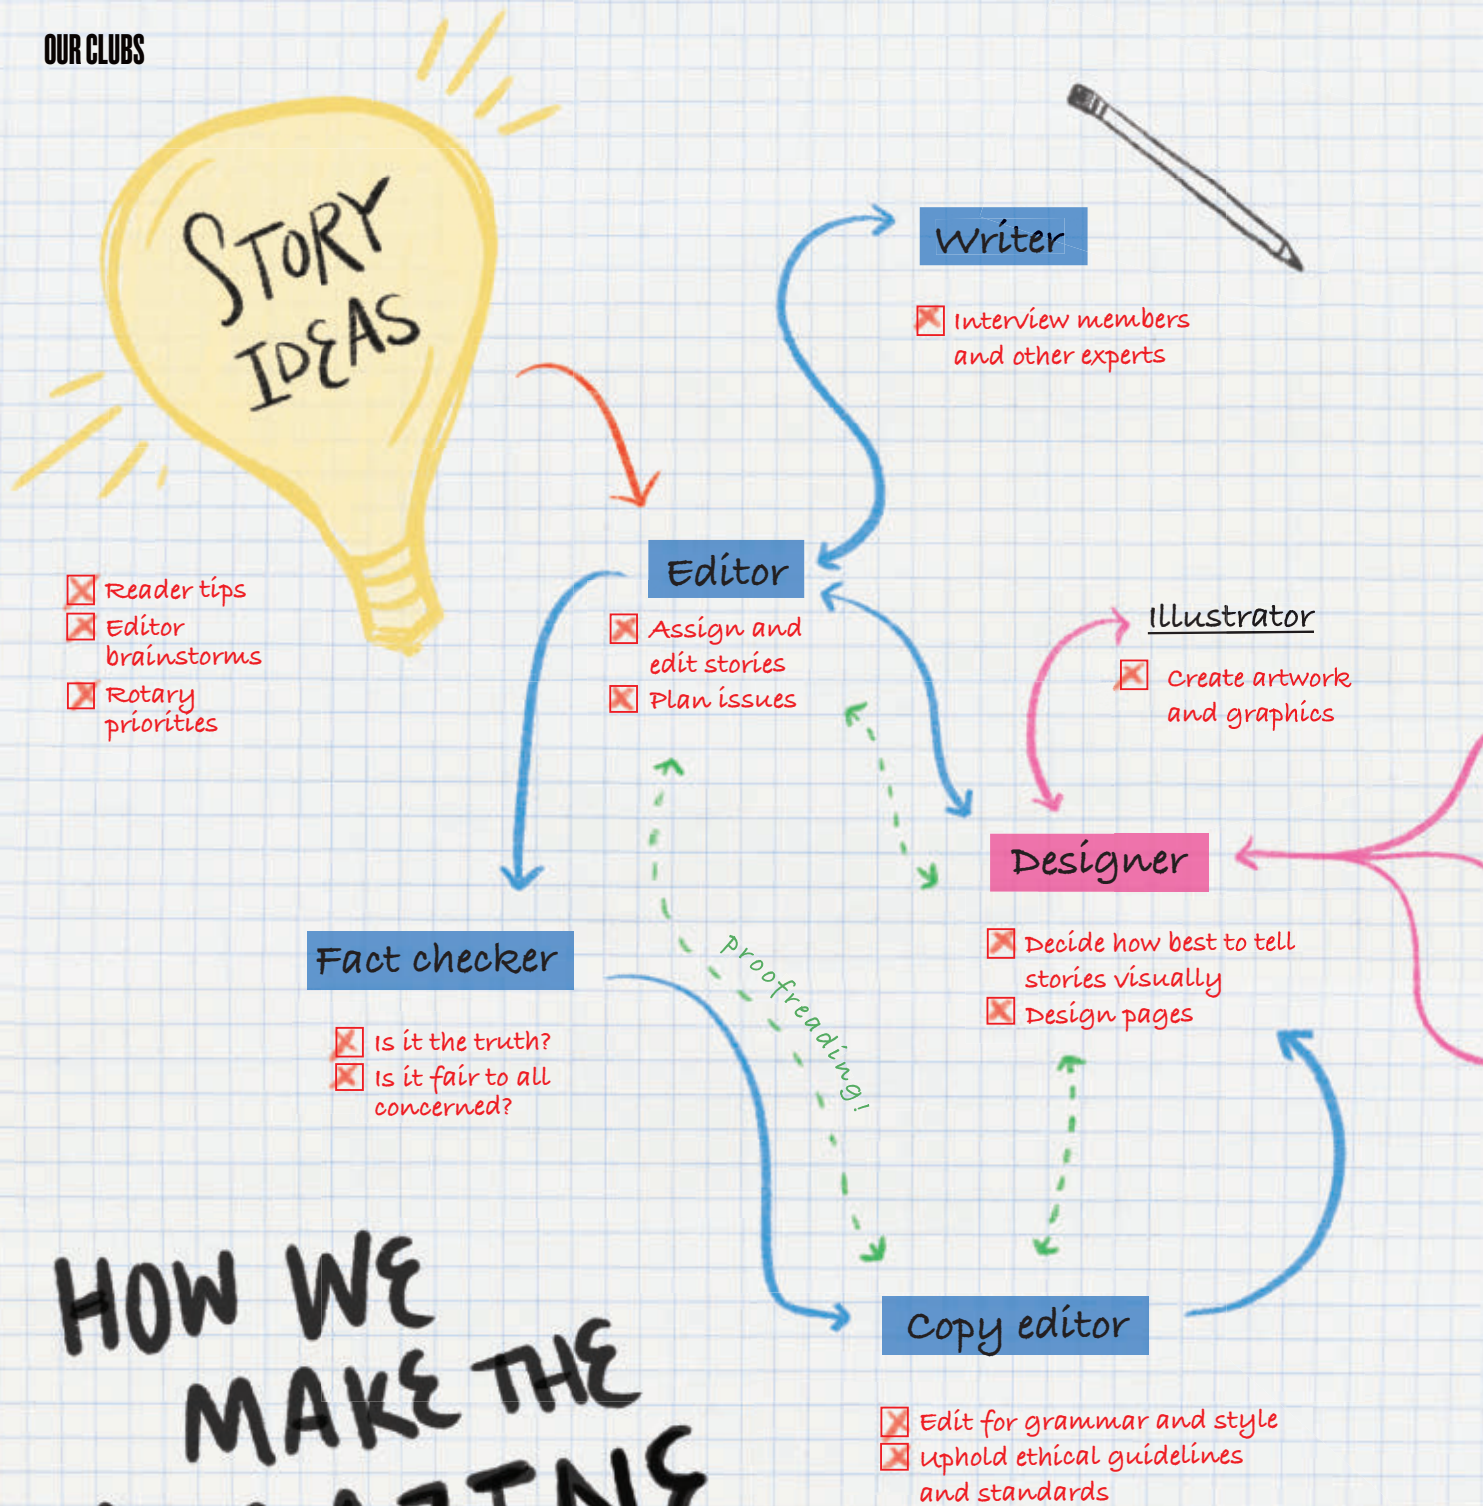 OUR CLUBS
STORY
IDEAS
Reader tips
Editor
brainstorms
Rotary
priorities
Writer
Interview members
and other experts
Editor
Assign and
edit stories
Plan issues
Illustrator
Create artwork
and graphics
Designer
Decide how best to tell
stories visually
Design pages
Fact checker
Is it the truth?
Is it fair to all
concerned?
proofreading!
Copy editor
Edit for grammar and style
Uphold ethical guidelines
and standards
HOW WE
MAKE THE